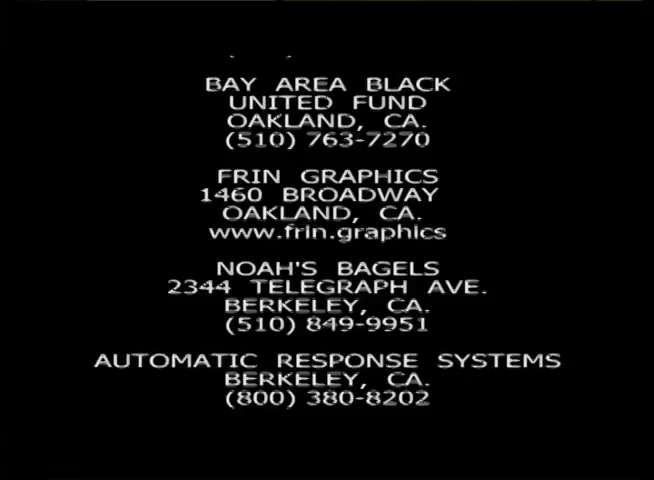 BAY AREA BLACK
UNITED FUND
OAKLAND, CA.
(510) 763-7270
FRIN GRAPHICS
1460 BROADWAY
OAKLAND, CA.
www.frin.graphics
NOAH'S BAGELS
2344 TELEGRAPH AVE.
BERKELEY, CA.
(510) 849-9951
AUTOMATIC RESPONSE SYSTEMS
BERKELEY, CA.
(800) 380-8202